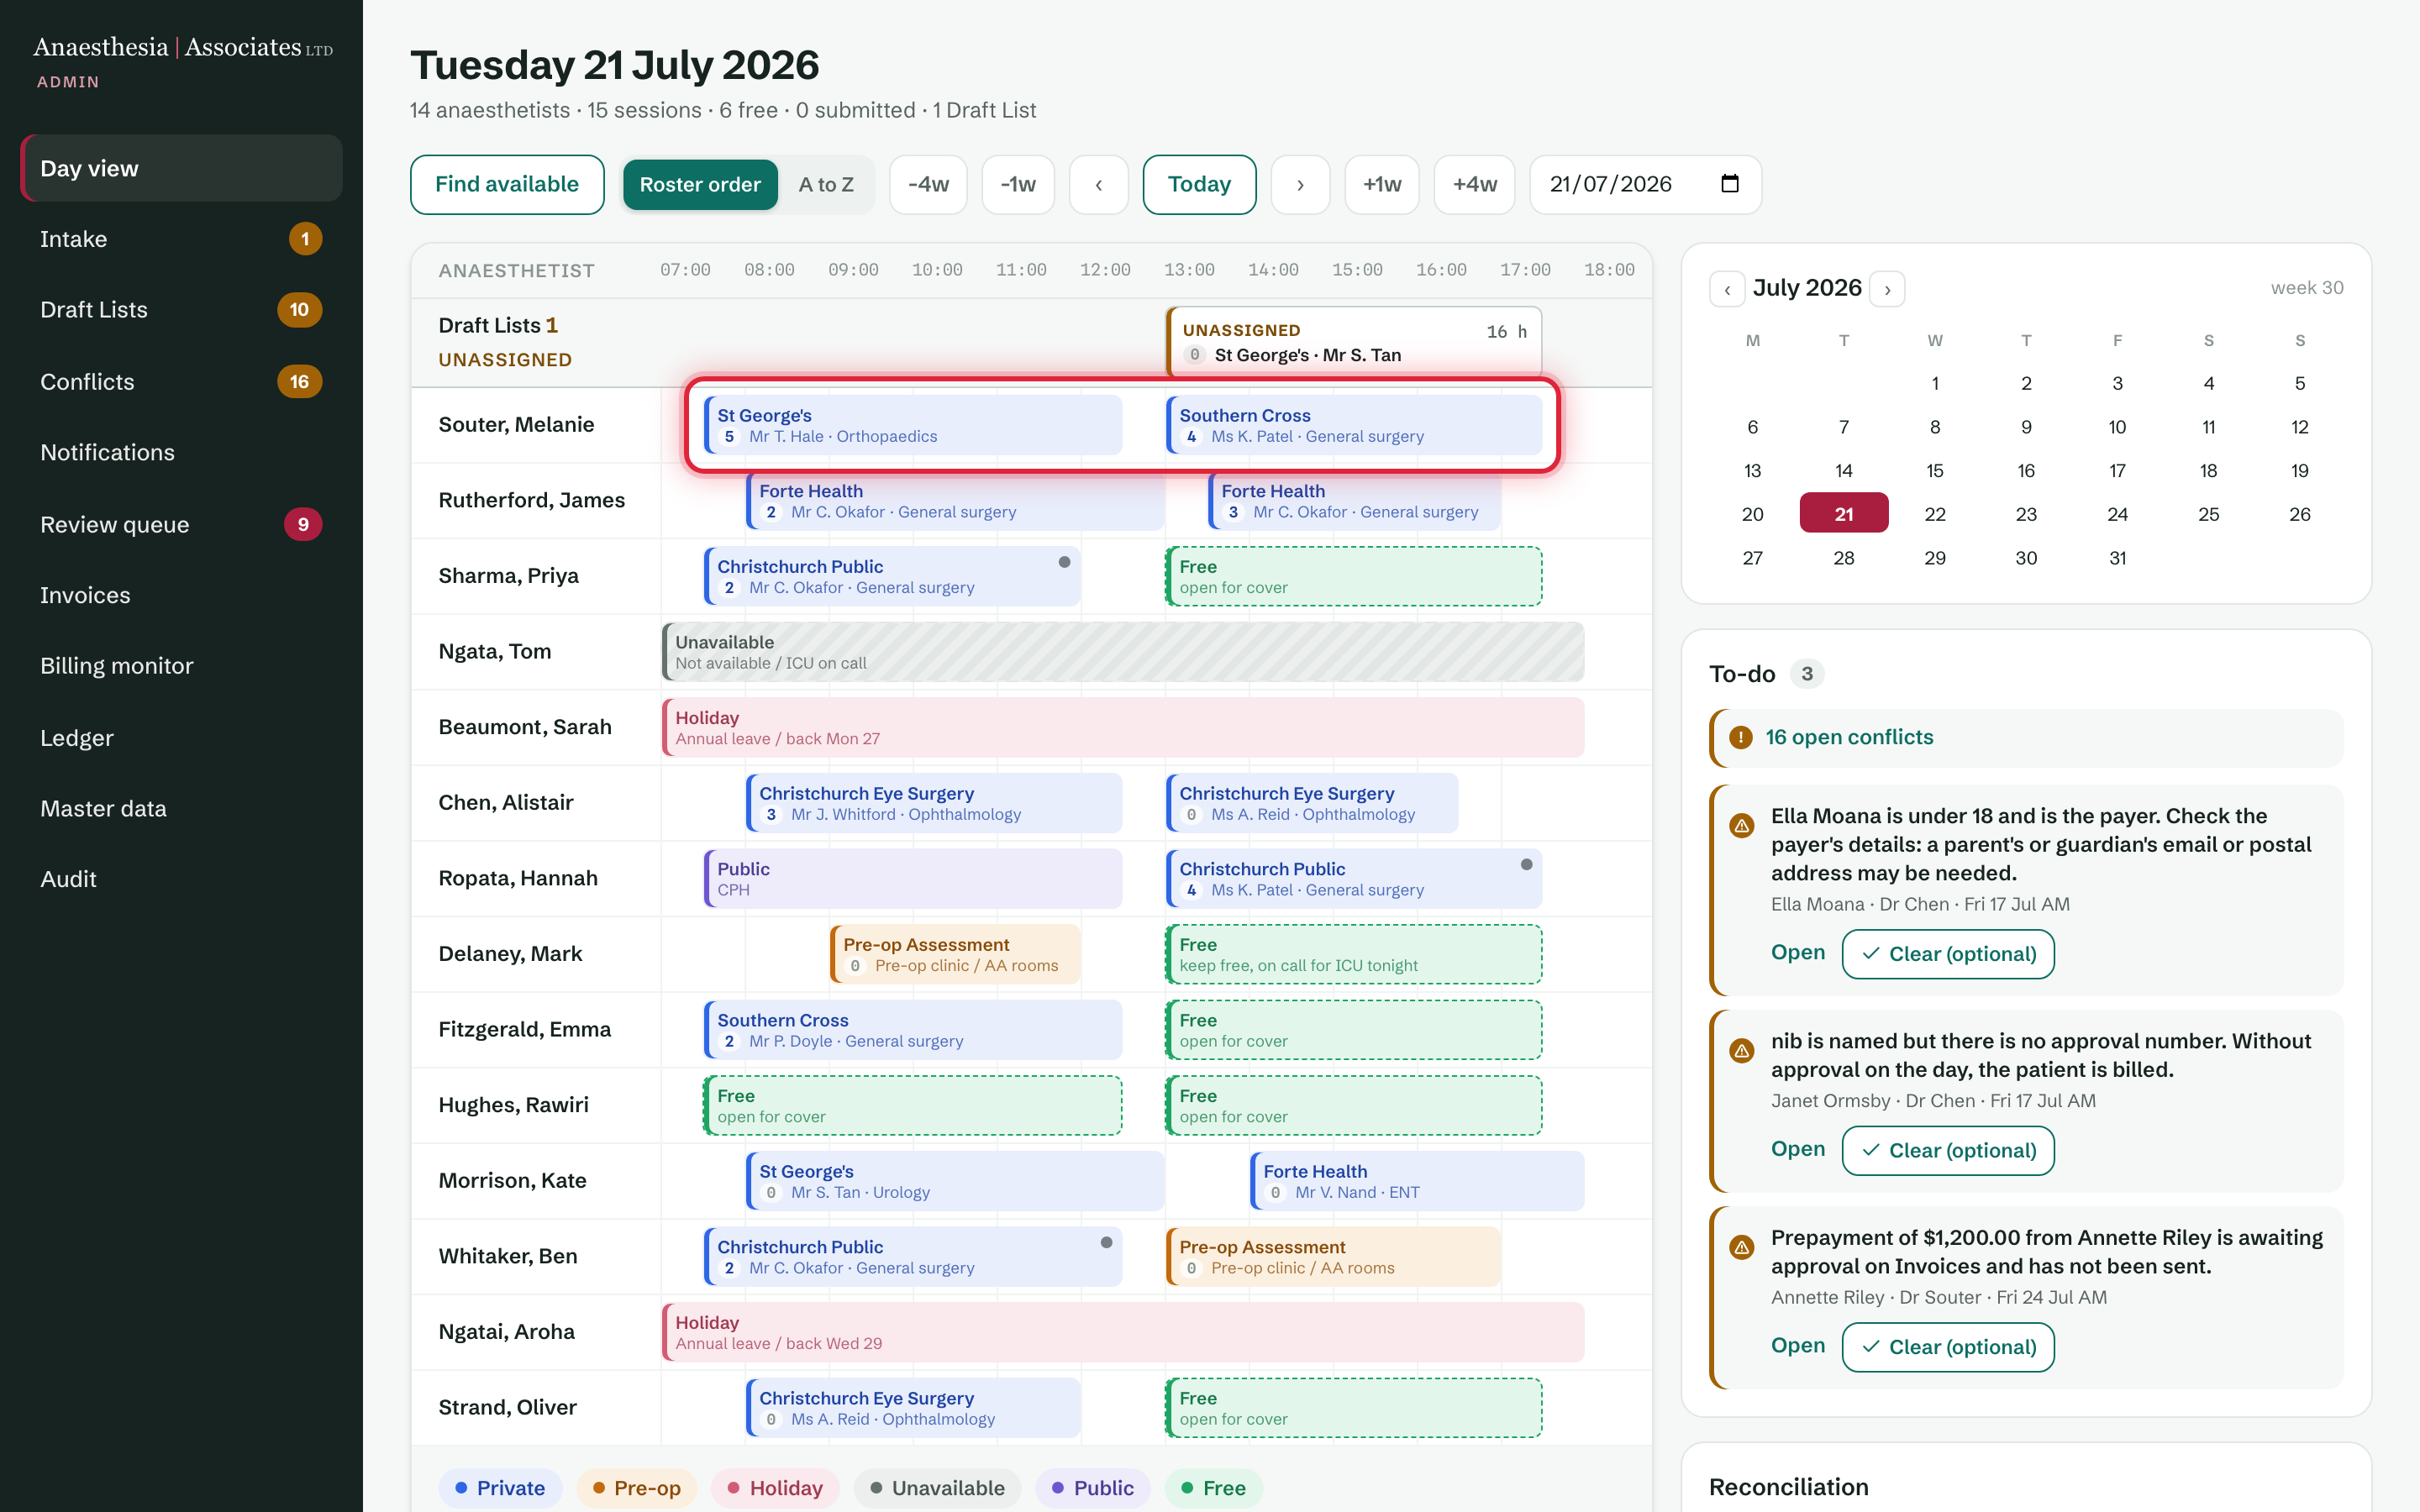 Anaesthesia | Associates LTD
ADMIN
Day view
Intake 1
Draft Lists 10
Conflicts 16
Notifications
Review queue 9
Invoices
Billing monitor
Ledger
Master data
Audit
Tuesday 21 July 2026
14 anaesthetists · 15 sessions · 6 free · 0 submitted · 1 Draft List
Find available
Roster order
A to Z
-4w
-1w
‹
Today
›
+1w
+4w
21/07/2026
ANAESTHETIST 07:00 08:00 09:00 10:00 11:00 12:00 13:00 14:00 15:00 16:00 17:00 18:00
Draft Lists 1
UNASSIGNED
UNASSIGNED 16 h
0 St George's · Mr S. Tan
Souter, Melanie
St George's
5 Mr T. Hale · Orthopaedics
Southern Cross
4 Ms K. Patel · General surgery
Rutherford, James
Forte Health
2 Mr C. Okafor · General surgery
Forte Health
3 Mr C. Okafor · General surgery
Sharma, Priya
Christchurch Public
2 Mr C. Okafor · General surgery
Free
open for cover
Ngata, Tom
Unavailable
Not available / ICU on call
Beaumont, Sarah
Holiday
Annual leave / back Mon 27
Chen, Alistair
Christchurch Eye Surgery
3 Mr J. Whitford · Ophthalmology
Christchurch Eye Surgery
0 Ms A. Reid · Ophthalmology
Ropata, Hannah
Public
CPH
Christchurch Public
4 Ms K. Patel · General surgery
Delaney, Mark
Pre-op Assessment
0 Pre-op clinic / AA rooms
Free
keep free, on call for ICU tonight
Fitzgerald, Emma
Southern Cross
2 Mr P. Doyle · General surgery
Free
open for cover
Hughes, Rawiri
Free
open for cover
Free
open for cover
Morrison, Kate
St George's
0 Mr S. Tan · Urology
Forte Health
0 Mr V. Nand · ENT
Whitaker, Ben
Christchurch Public
2 Mr C. Okafor · General surgery
Pre-op Assessment
0 Pre-op clinic / AA rooms
Ngatai, Aroha
Holiday
Annual leave / back Wed 29
Strand, Oliver
Christchurch Eye Surgery
0 Ms A. Reid · Ophthalmology
Free
open for cover
Private Pre-op Holiday Unavailable Public Free
‹ July 2026 › week 30
M T W T F S S
1 2 3 4 5
6 7 8 9 10 11 12
13 14 15 16 17 18 19
20 21 22 23 24 25 26
27 28 29 30 31
To-do 3
! 16 open conflicts
Ella Moana is under 18 and is the payer. Check the
payer's details: a parent's or guardian's email or postal
address may be needed.
Ella Moana · Dr Chen · Fri 17 Jul AM
Open ✓ Clear (optional)
nib is named but there is no approval number. Without
approval on the day, the patient is billed.
Janet Ormsby · Dr Chen · Fri 17 Jul AM
Open ✓ Clear (optional)
Prepayment of $1,200.00 from Annette Riley is awaiting
approval on Invoices and has not been sent.
Annette Riley · Dr Souter · Fri 24 Jul AM
Open ✓ Clear (optional)
Reconciliation